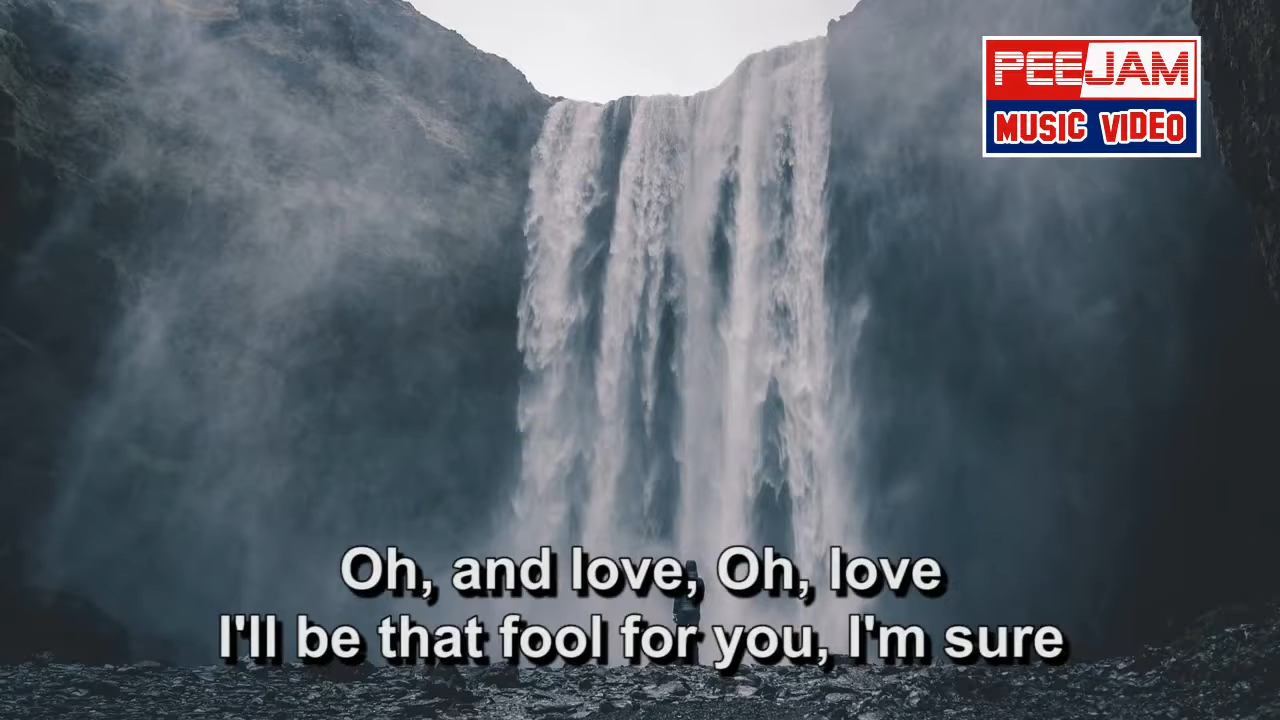 PEEJAM
MUSIC VIDEO
Oh, and love, Oh, love
I'll be that fool for you, I'm sure